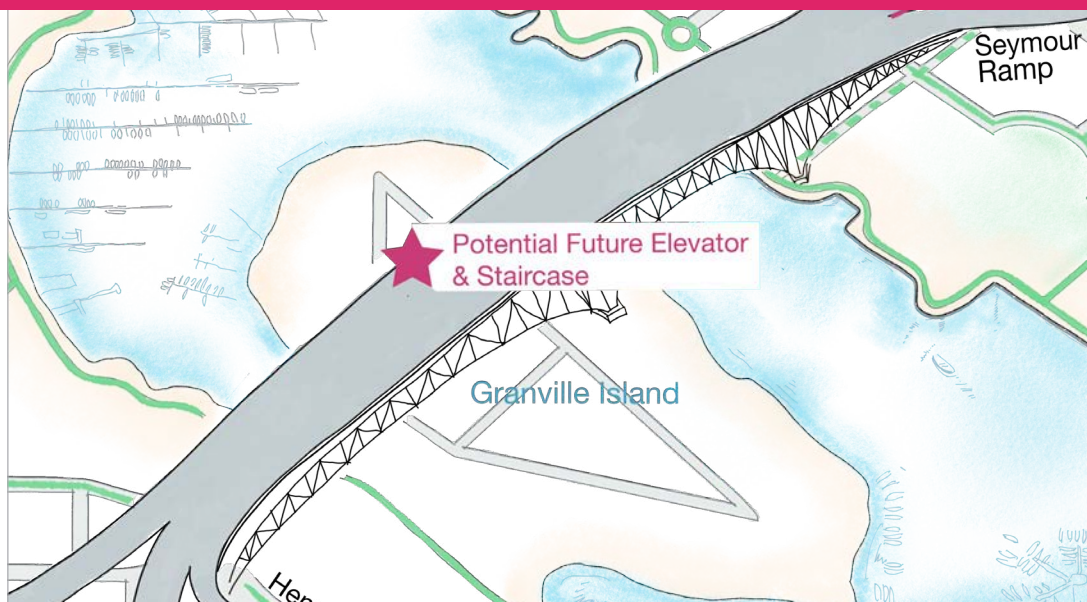 Seymour
Ramp
Potential Future Elevator
& Staircase
Granville Island